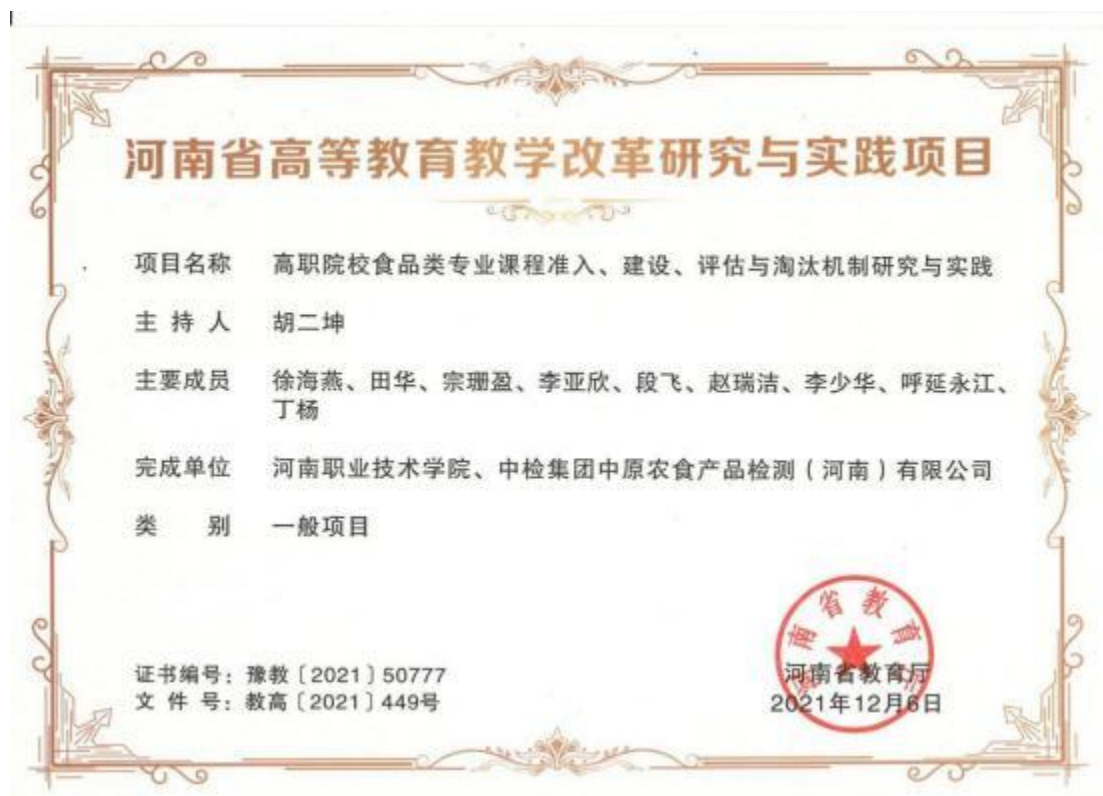 河南省高等教育教学改革研究与实践项目
项目名称 高职院校食品类专业课程准入、建设、评估与淘汰机制研究与实践
主持人 胡二坤
主要成员 徐海燕、田华、宗珊盈、李亚欣、段飞、赵瑞洁、李少华、呼延永江、
丁杨
完成单位 河南职业技术学院、中检集团中原农食产品检测(河南)有限公司
类别 一般项目
证书编号:豫教〔2021〕50777
文件号:教高〔2021〕449号
河南省教育厅
河南省教育厅
2021年12月6日